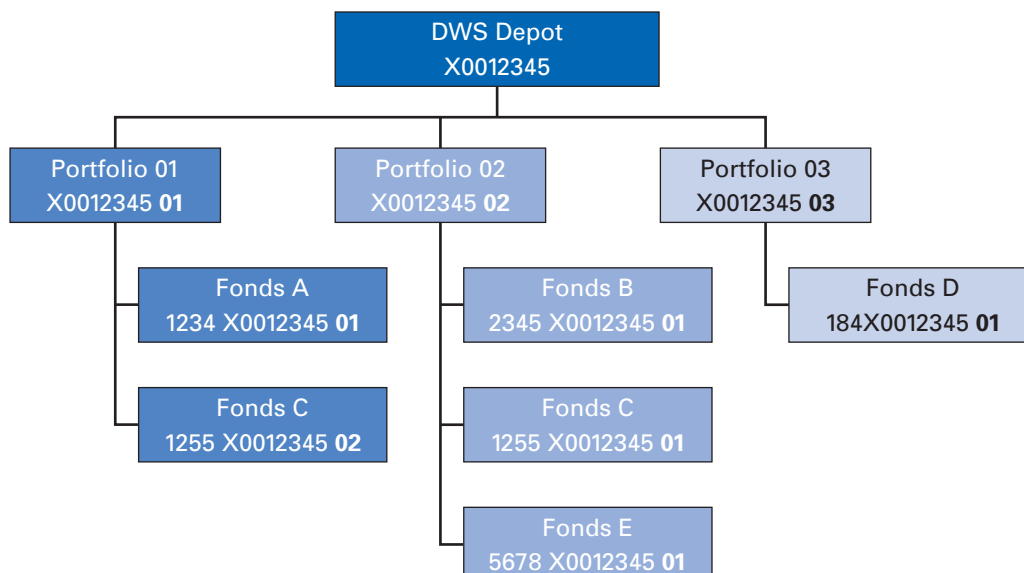 DWS Depot
X0012345
Portfolio 01
X0012345 01
Portfolio 02
X0012345 02
Portfolio 03
X0012345 03
Fonds A
1234 X0012345 01
Fonds B
2345 X0012345 01
Fonds D
184X0012345 01
Fonds C
1255 X0012345 02
Fonds C
1255 X0012345 01
Fonds E
5678 X0012345 01